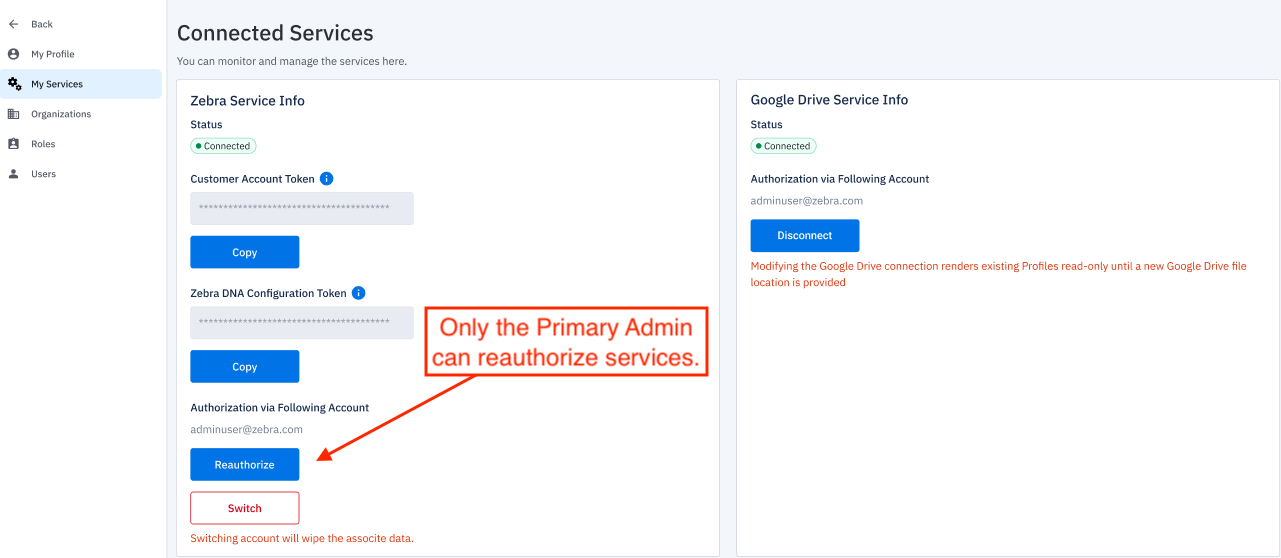 Back
My Profile
My Services
Organizations
Roles
Users
Connected Services
You can monitor and manage the services here.
Zebra Service Info
Status
Connected
Customer Account Token
***************************************
Copy
Zebra DNA Configuration Token
***************************************
Copy
Authorization via Following Account
adminuser@zebra.com
Reauthorize
Switch
Switching account will wipe the associte data.
Only the Primary Admin
can reauthorize services.
Google Drive Service Info
Status
Connected
Authorization via Following Account
adminuser@zebra.com
Disconnect
Modifying the Google Drive connection renders existing Profiles read-only until a new Google Drive file
location is provided